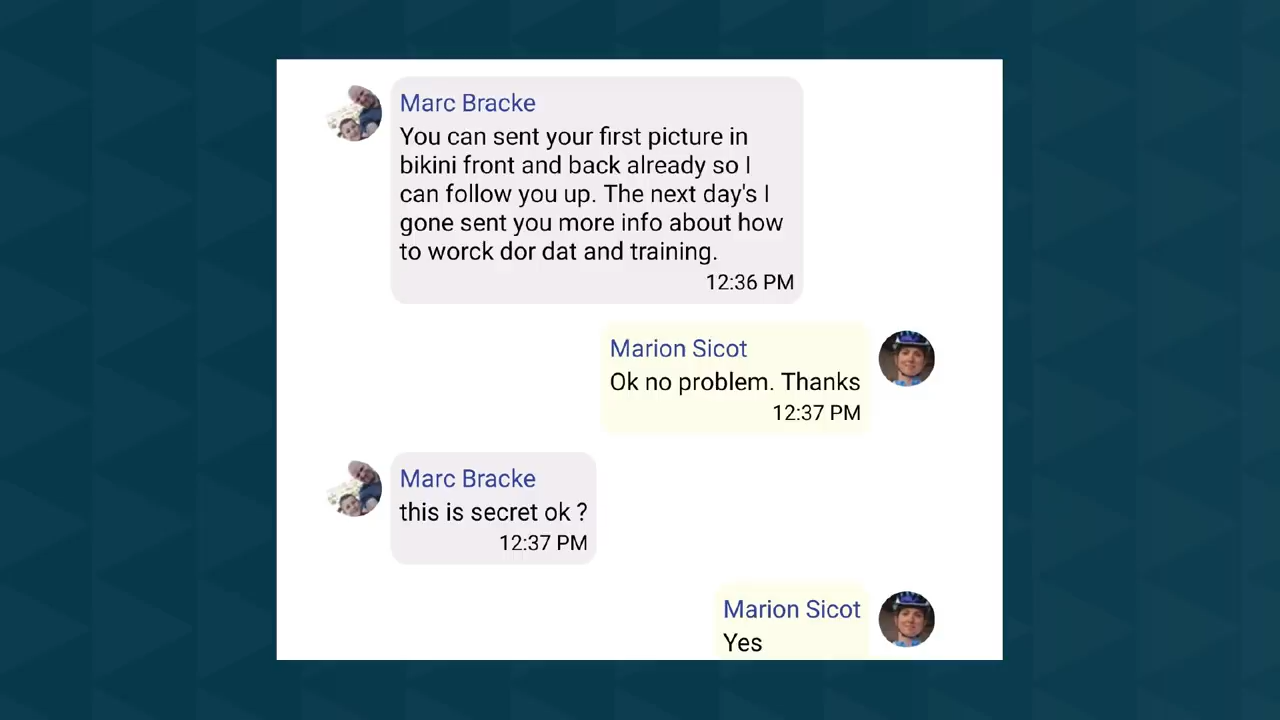 Marc Bracke
You can sent your first picture in
bikini front and back already so I
can follow you up. The next day's I
gone sent you more info about how
to worck dor dat and training.
12:36 PM
Marion Sicot
Ok no problem. Thanks
12:37 PM
Marc Bracke
this is secret ok ?
12:37 PM
Marion Sicot
Yes